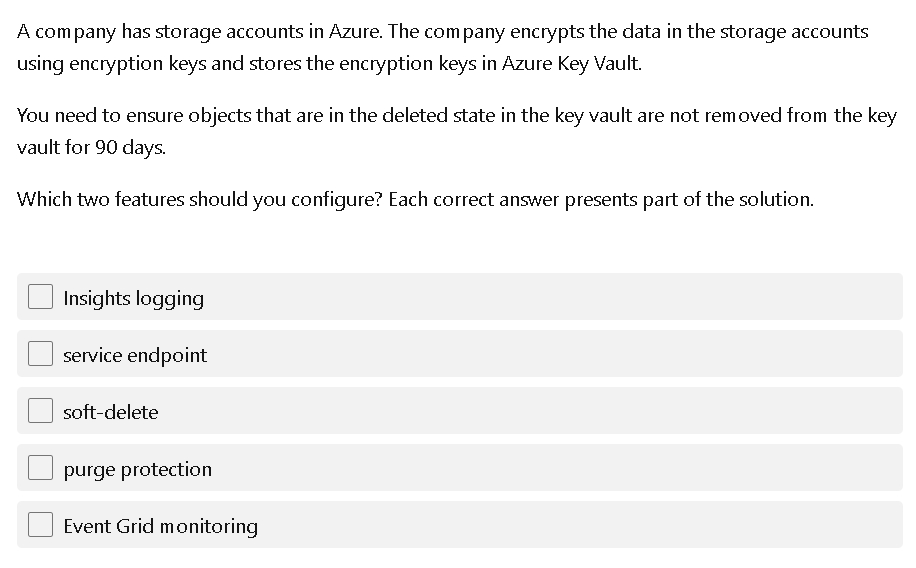 A company has storage accounts in Azure. The company encrypts the data in the storage accounts
using encryption keys and stores the encryption keys in Azure Key Vault.
You need to ensure objects that are in the deleted state in the key vault are not removed from the key
vault for 90 days.
Which two features should you configure? Each correct answer presents part of the solution.
Insights logging
service endpoint
soft-delete
purge protection
Event Grid monitoring